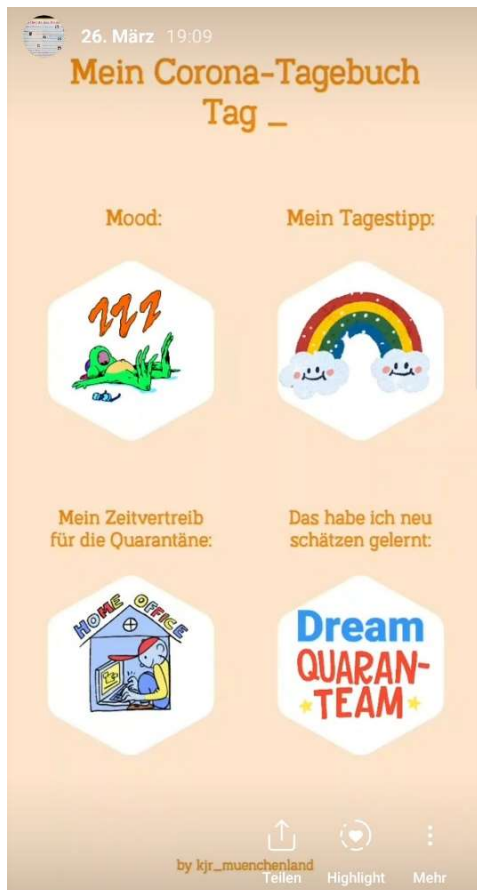 26. März 19:09
Mein Corona-Tagebuch
Tag _
Mood:
Mein Tagestipp:
ZZZ
Mein Zeitvertreib
für die Quarantäne:
Das habe ich neu
schätzen gelernt:
HOME OFFICE
Dream
QUARAN-
TEAM
by kjr_muenchenland
Teilen Highlight Mehr